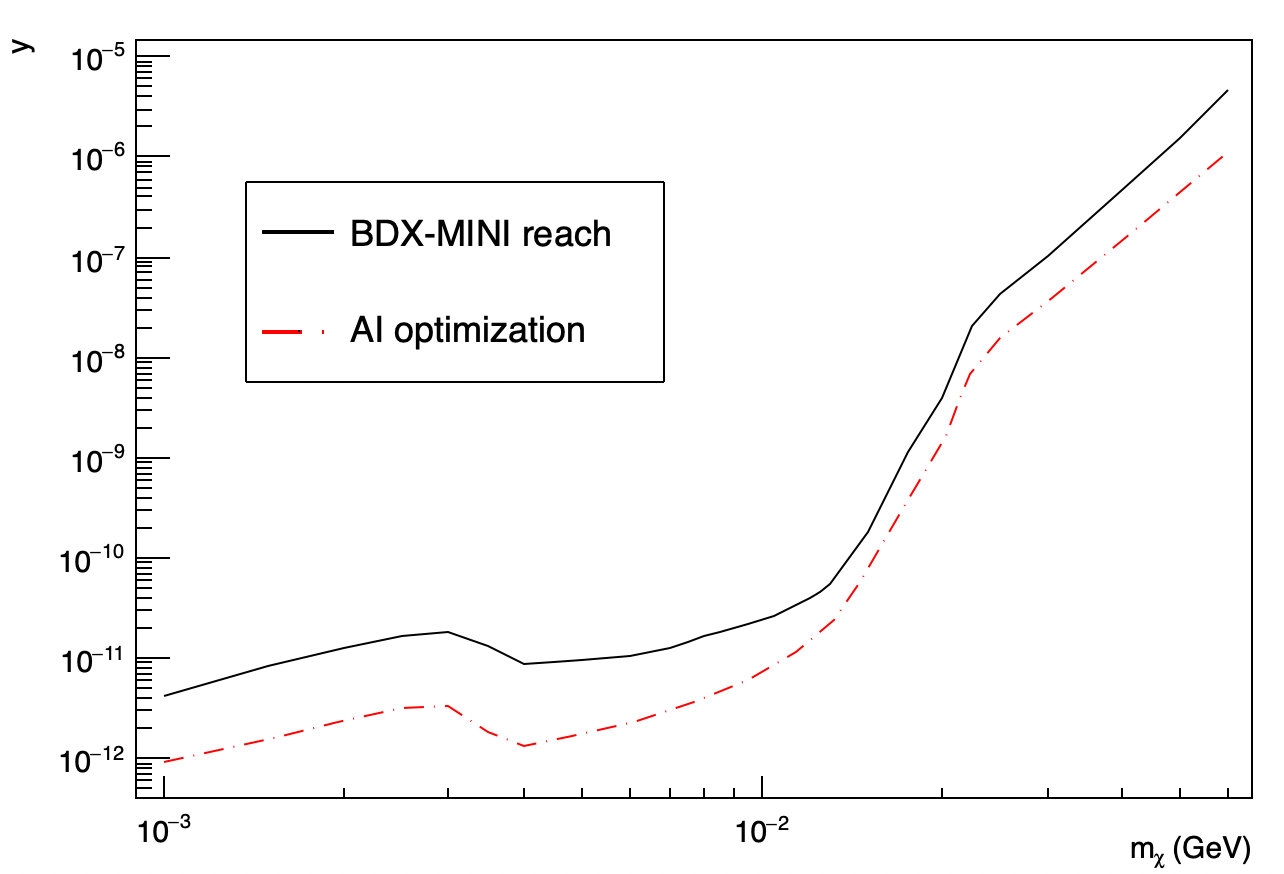 y
10⁻⁵
10⁻⁶
10⁻⁷
10⁻⁸
10⁻⁹
10⁻¹⁰
10⁻¹¹
10⁻¹²
BDX-MINI reach
AI optimization
10⁻³
10⁻²
mᵪ (GeV)